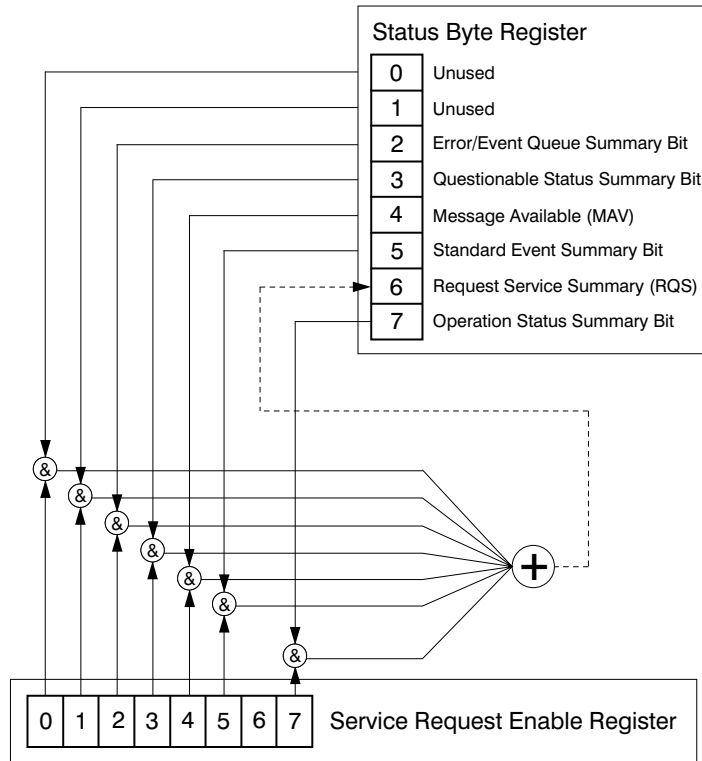 Status Byte Register
0 Unused
1 Unused
2 Error/Event Queue Summary Bit
3 Questionable Status Summary Bit
4 Message Available (MAV)
5 Standard Event Summary Bit
6 Request Service Summary (RQS)
7 Operation Status Summary Bit
&
&
&
&
&
&
+
&
0 1 2 3 4 5 6 7 Service Request Enable Register